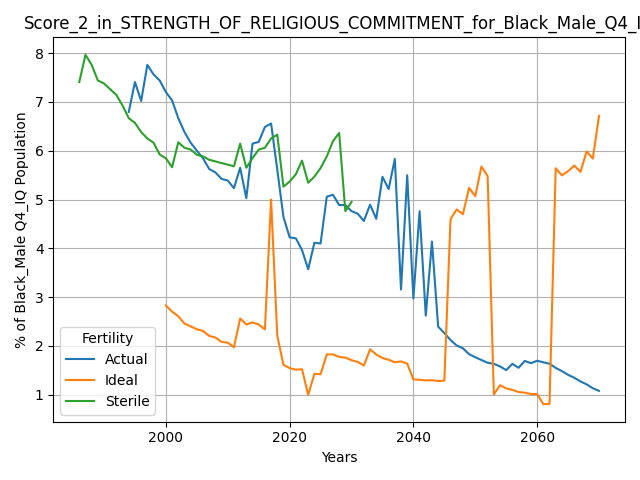 Score_2_in_STRENGTH_OF_RELIGIOUS_COMMITMENT_for_Black_Male_Q4_I
8
7
6
5
4
3
2
1
% of Black_Male Q4_IQ Population
Fertility
Actual
Ideal
Sterile
2000
2020
2040
2060
Years